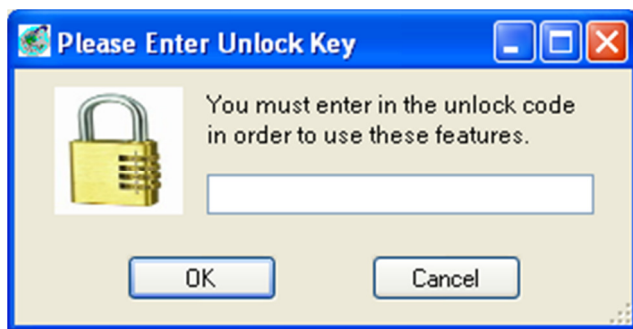 Please Enter Unlock Key
You must enter in the unlock code
in order to use these features.
OK
Cancel